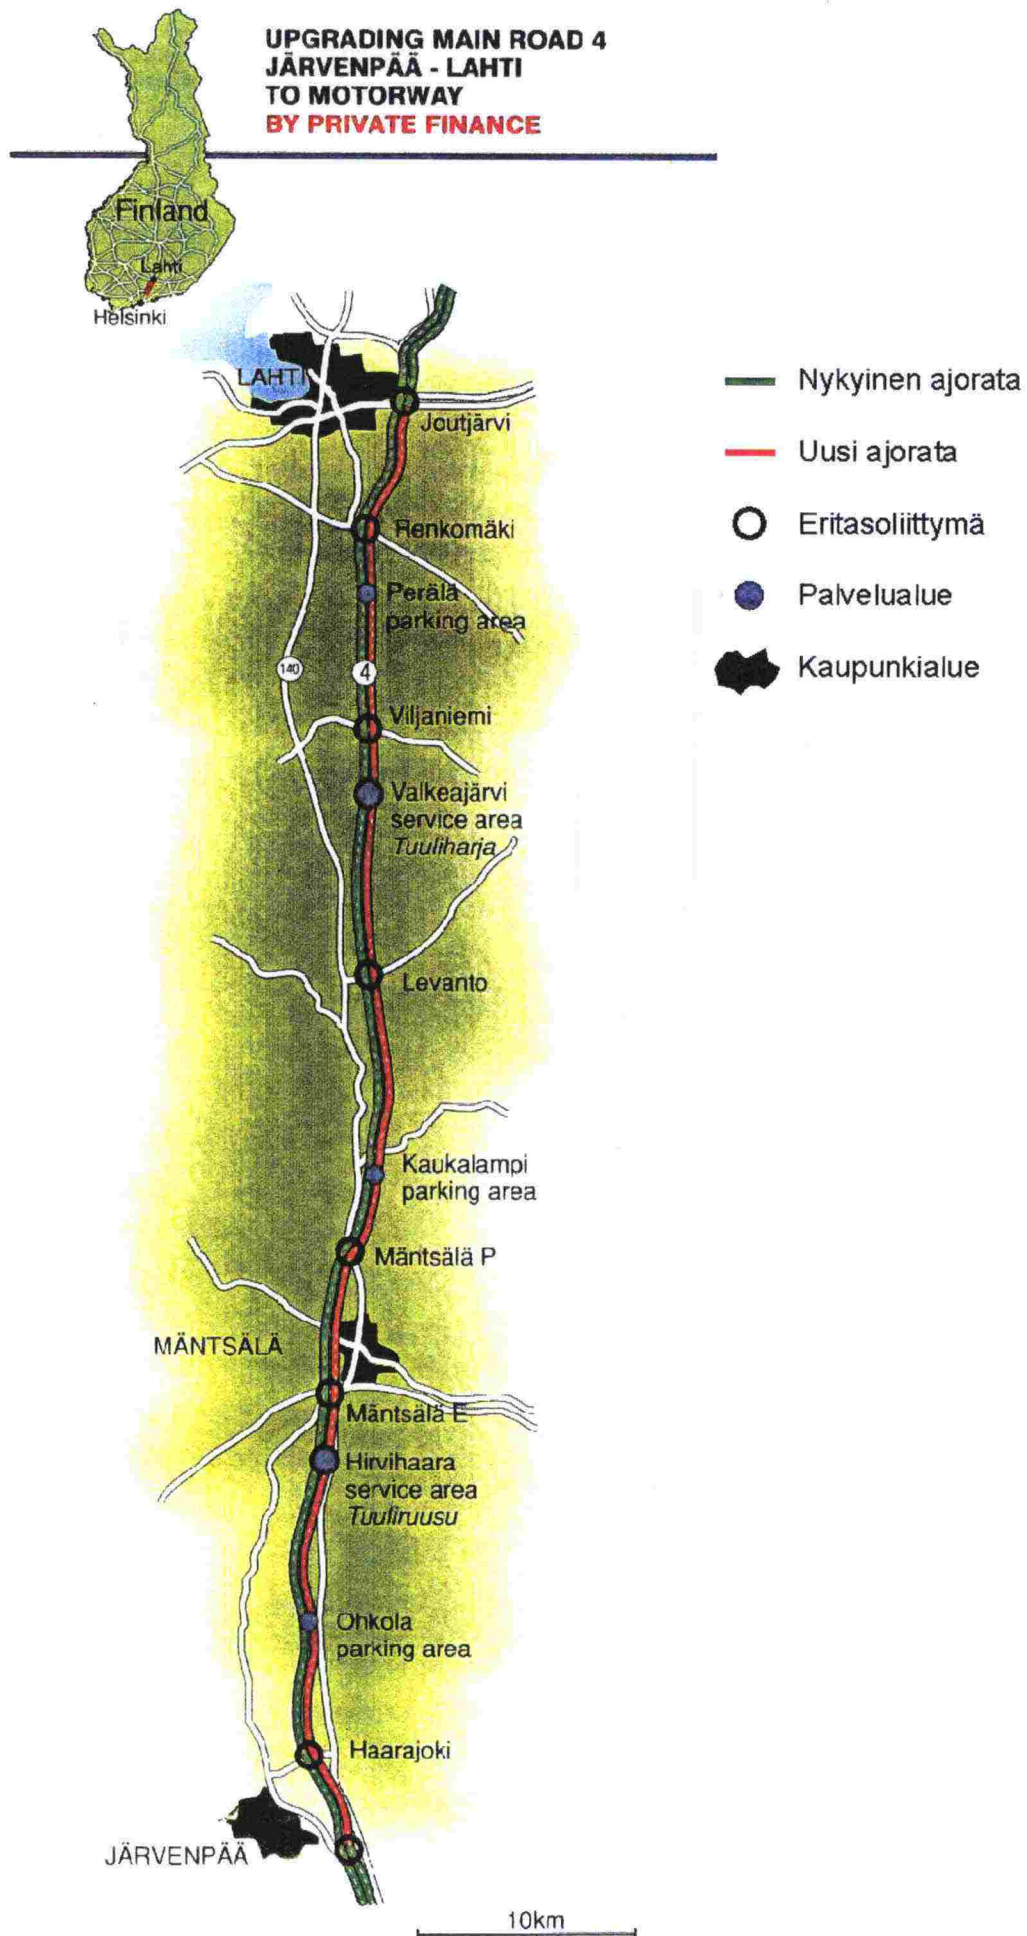 UPGRADING MAIN ROAD 4
JÄRVENPÄÄ - LAHTI
TO MOTORWAY
BY PRIVATE FINANCE
Finland
Lahti
Helsinki
LAHTI
Joutjärvi
Renkomäki
Perälä
parking area
140
4
Viljaniemi
Valkeajärvi
service area
Tuuliharja
Levanto
Kaukalampi
parking area
Mäntsälä P
MÄNTSÄLÄ
Mäntsälä E
Hirvihaara
service area
Tuuliruusu
Ohkola
parking area
Haarajoki
JÄRVENPÄÄ
10km
Nykyinen ajorata
Uusi ajorata
Eritasoliittymä
Palvelualue
Kaupunkialue